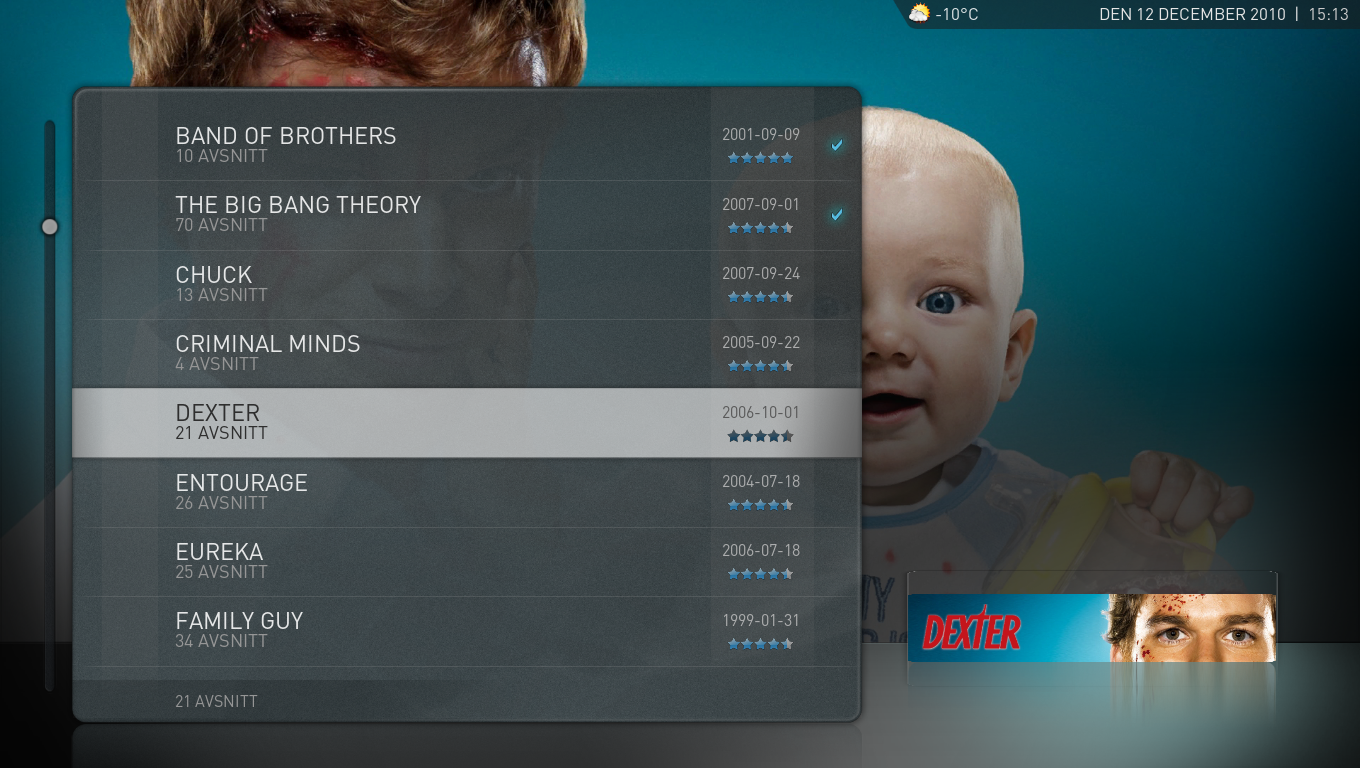 -10°C
DEN 12 DECEMBER 2010 | 15:13
BAND OF BROTHERS
10 AVSNITT
2001-09-09
THE BIG BANG THEORY
70 AVSNITT
2007-09-01
CHUCK
13 AVSNITT
2007-09-24
CRIMINAL MINDS
4 AVSNITT
2005-09-22
DEXTER
21 AVSNITT
2006-10-01
ENTOURAGE
26 AVSNITT
2004-07-18
EUREKA
25 AVSNITT
2006-07-18
FAMILY GUY
34 AVSNITT
1999-01-31
21 AVSNITT
DEXTER